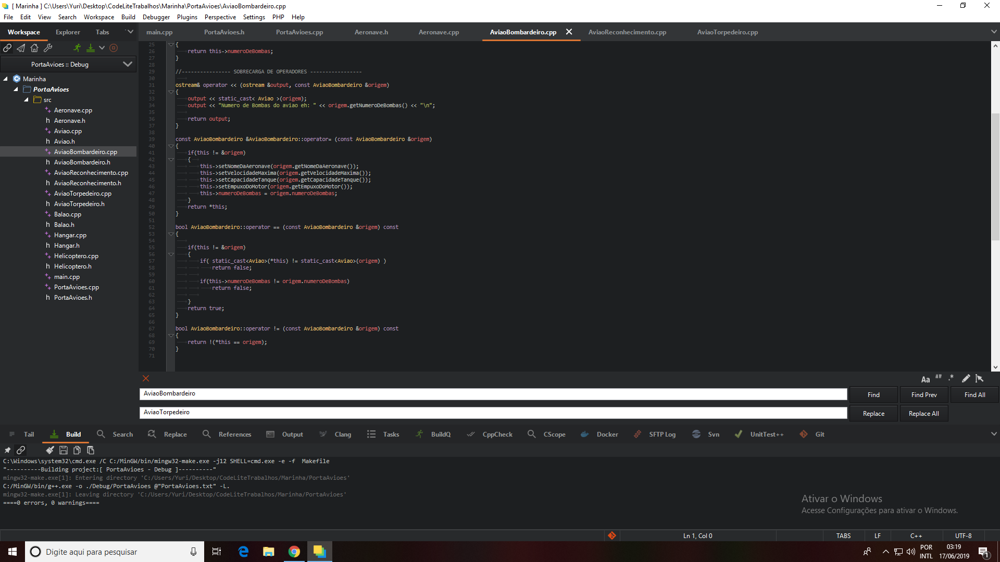 [ Marinha ] C:\Users\Yuri\Desktop\CodeLiteTrabalhos\Marinha\PortaAvioes\AviaoBombardeiro.cpp
File Edit View Search Workspace Build Debugger Plugins Perspective Settings PHP Help
Workspace Explorer Tabs
main.cpp PortaAvioes.h PortaAvioes.cpp Aeronave.h Aeronave.cpp AviaoBombardeiro.cpp AviaoReconhecimento.cpp AviaoTorpedeiro.cpp
PortaAvioes :: Debug
Marinha
PortaAvioes
src
Aeronave.cpp
h Aeronave.h
Aviao.cpp
h Aviao.h
AviaoBombardeiro.cpp
h AviaoBombardeiro.h
AviaoReconhecimento.cpp
h AviaoReconhecimento.h
AviaoTorpedeiro.cpp
h AviaoTorpedeiro.h
Balao.cpp
h Balao.h
Hangar.cpp
h Hangar.h
Helicoptero.cpp
h Helicoptero.h
main.cpp
PortaAvioes.cpp
h PortaAvioes.h
25 {
26 return this->numeroDeBombas;
27 }
28
29 //---------------- SOBRECARGA DE OPERADORES -----------------
30
31 ostream& operator << (ostream &output, const AviaoBombardeiro &origem)
32 {
33 output << static_cast< Aviao >(origem);
34 output << "Numero de Bombas do aviao eh: " << origem.getNumeroDeBombas() << "\n";
35
36 return output;
37 }
38
39 const AviaoBombardeiro &AviaoBombardeiro::operator= (const AviaoBombardeiro &origem)
40 {
41 if(this != &origem)
42 {
43 this->setNomeDaAeronave(origem.getNomeDaAeronave());
44 this->setVelocidadeMaxima(origem.getVelocidadeMaxima());
45 this->setCapacidadeTanque(origem.getCapacidadeTanque());
46 this->setEmpuxoDoMotor(origem.getEmpuxoDoMotor());
47 this->numeroDeBombas = origem.numeroDeBombas;
48 }
49 return *this;
50 }
51
52 bool AviaoBombardeiro::operator == (const AviaoBombardeiro &origem) const
53 {
54
55 if(this != &origem)
56 {
57 if( static_cast<Aviao>(*this) != static_cast<Aviao>(origem) )
58 return false;
59
60 if(this->numeroDeBombas != origem.numeroDeBombas)
61 return false;
62
63 }
64 return true;
65 }
66
67 bool AviaoBombardeiro::operator != (const AviaoBombardeiro &origem) const
68 {
69 return !(*this == origem);
70 }
71
Aa "" .*
AviaoBombardeiro Find Find Prev Find All
AviaoTorpedeiro Replace Replace All
Tail Build Search Replace References Output Clang Tasks BuildQ CppCheck CScope Docker SFTP Log Svn UnitTest++ Git
C:\Windows\system32\cmd.exe /C C:/MinGW/bin/mingw32-make.exe -j12 SHELL=cmd.exe -e -f  Makefile
"----------Building project:[ PortaAvioes - Debug ]----------"
mingw32-make.exe[1]: Entering directory 'C:/Users/Yuri/Desktop/CodeLiteTrabalhos/Marinha/PortaAvioes'
C:/MinGW/bin/g++.exe -o ./Debug/PortaAvioes @"PortaAvioes.txt" -L.
mingw32-make.exe[1]: Leaving directory 'C:/Users/Yuri/Desktop/CodeLiteTrabalhos/Marinha/PortaAvioes'
====0 errors, 0 warnings====
Ativar o Windows
Acesse Configurações para ativar o Windows.
Ln 1, Col 0 TABS LF C++ UTF-8
Digite aqui para pesquisar
POR
INTL
03:19
17/06/2019
1